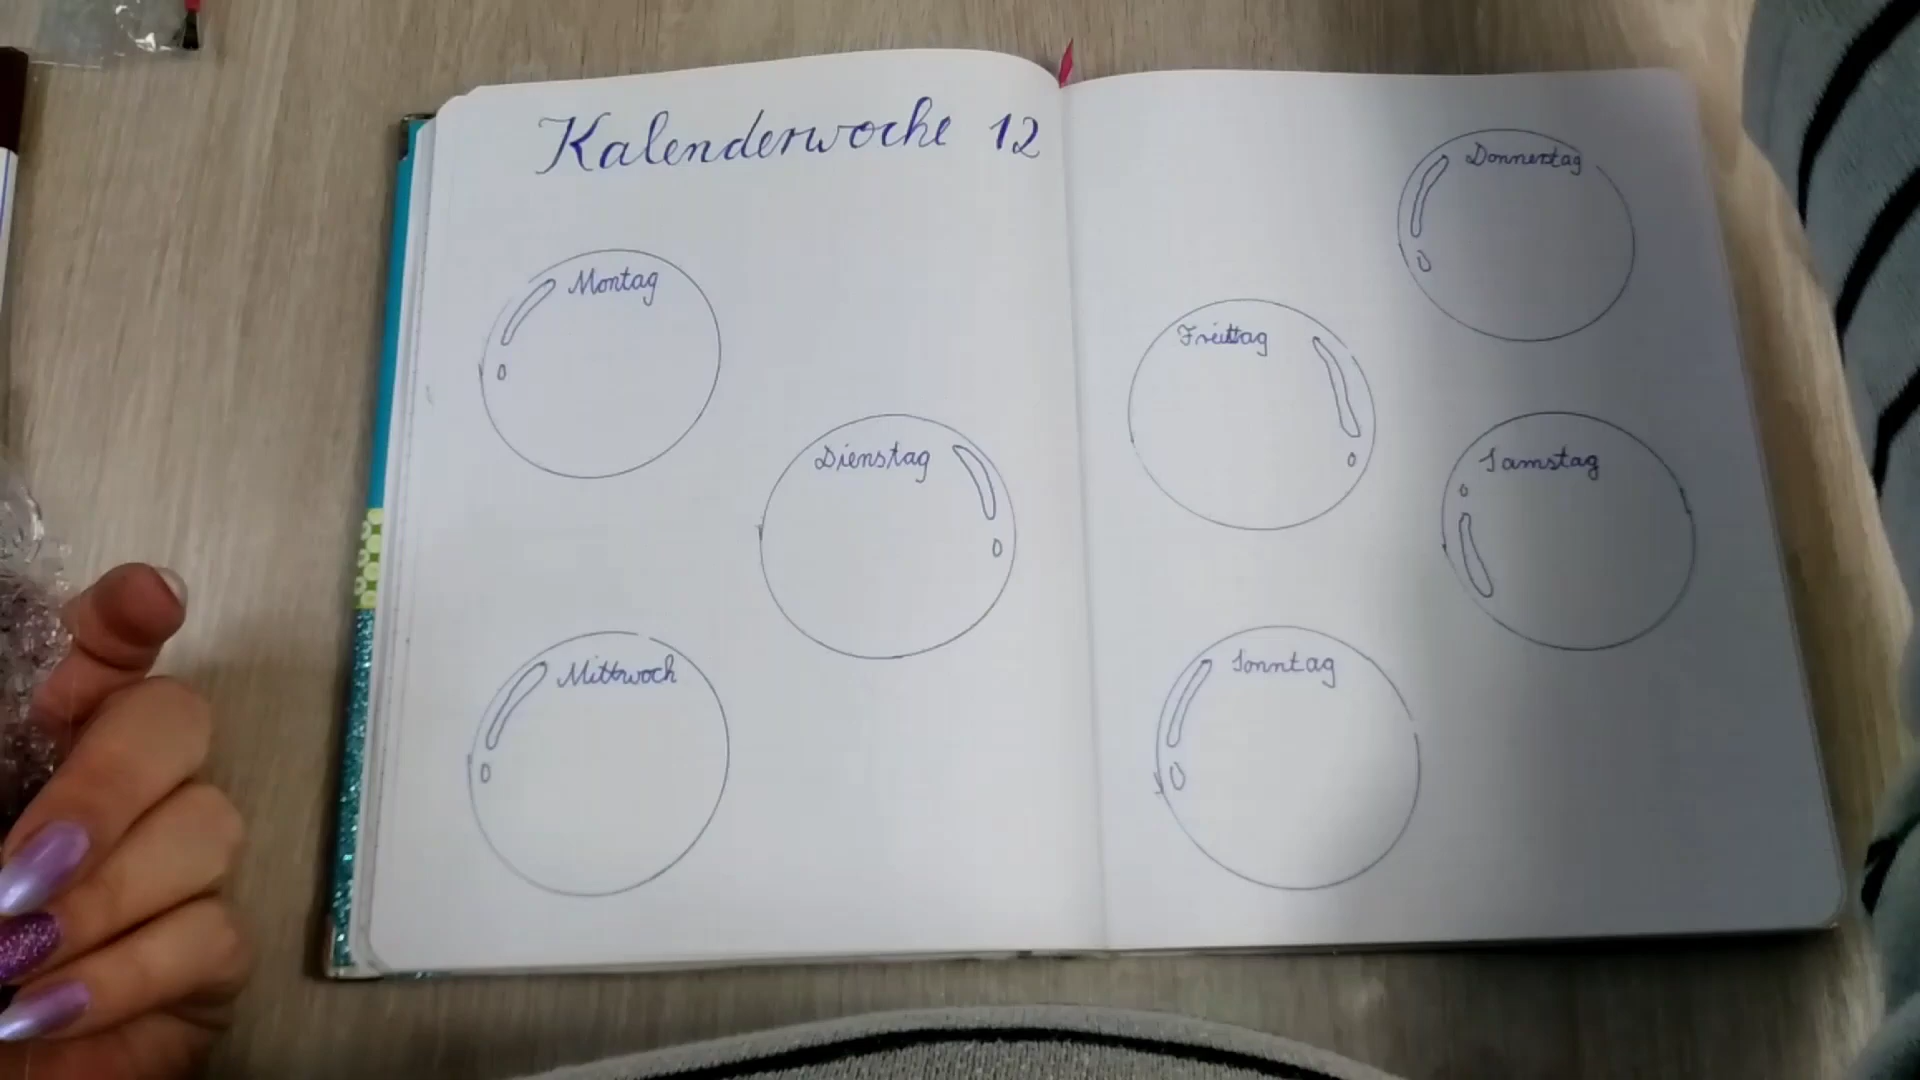 Kalenderwoche 12
Montag
Dienstag
Mittwoch
Donnerstag
Freitag
Samstag
Sonntag